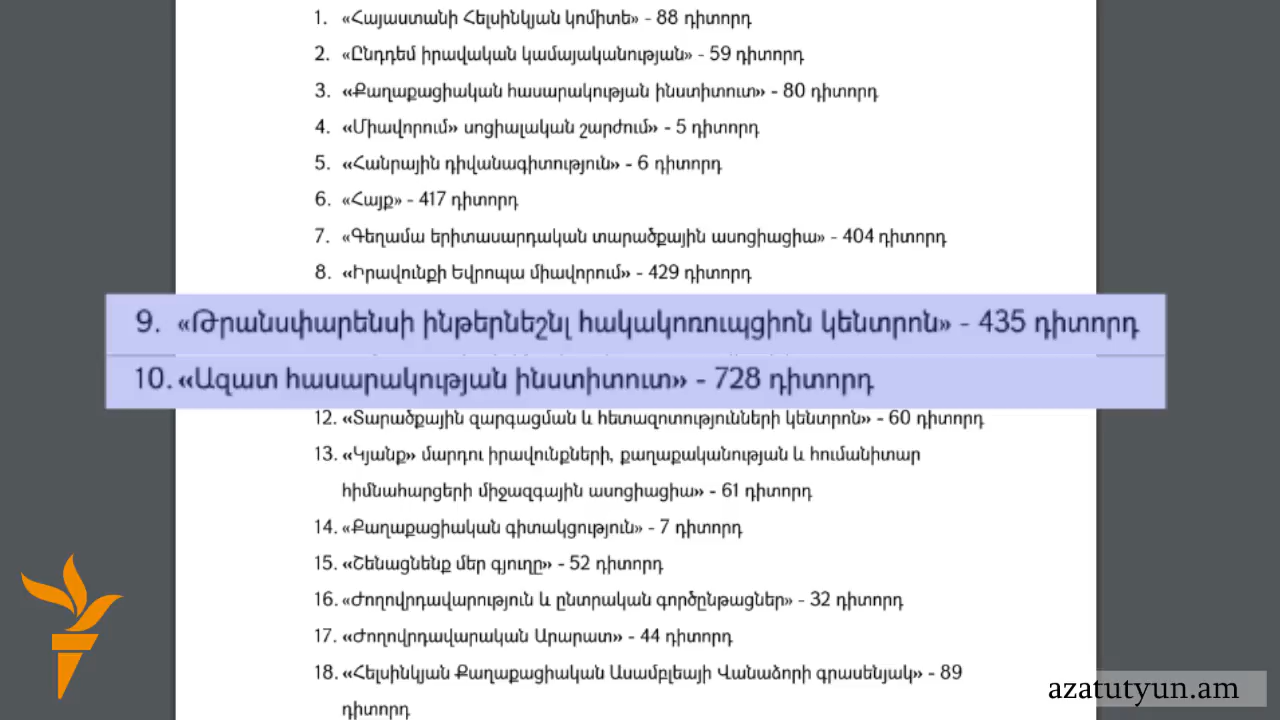 1. «Հայաստանի Հելսինկյան կոմիտե» - 88 դիտորդ
2. «Ընդդեմ իրավական կամայականության» - 59 դիտորդ
3. «Քաղաքացիական հասարակության ինստիտուտ» - 80 դիտորդ
4. «Միավորում» սոցիալական շարժում» - 5 դիտորդ
5. «Հանրային դիվանագիտություն» - 6 դիտորդ
6. «Հայք» - 417 դիտորդ
7. «Գեղամա երիտասարդական տարածքային ասոցիացիա» - 404 դիտորդ
8. «Իրավունքի Եվրոպա միավորում» - 429 դիտորդ
9. «Թրանսփարենսի ինթերնեշնլ հակակոռուպցիոն կենտրոն» - 435 դիտորդ
10. «Ազատ հասարակության ինստիտուտ» - 728 դիտորդ
12. «Տարածքային զարգացման և հետազոտությունների կենտրոն» - 60 դիտորդ
13. «Կյանք» մարդու իրավունքների, քաղաքականության և հումանիտար
հիմնահարցերի միջազգային ասոցիացիա» - 61 դիտորդ
14. «Քաղաքացիական գիտակցություն» - 7 դիտորդ
15. «Շենացնենք մեր գյուղը» - 52 դիտորդ
16. «Ժողովրդավարություն և ընտրական գործընթացներ» - 32 դիտորդ
17. «Ժողովրդավարական Արարատ» - 44 դիտորդ
18. «Հելսինկյան Քաղաքացիական Ասամբլեայի Վանաձորի գրասենյակ» - 89
դիտորդ
azatutyun.am